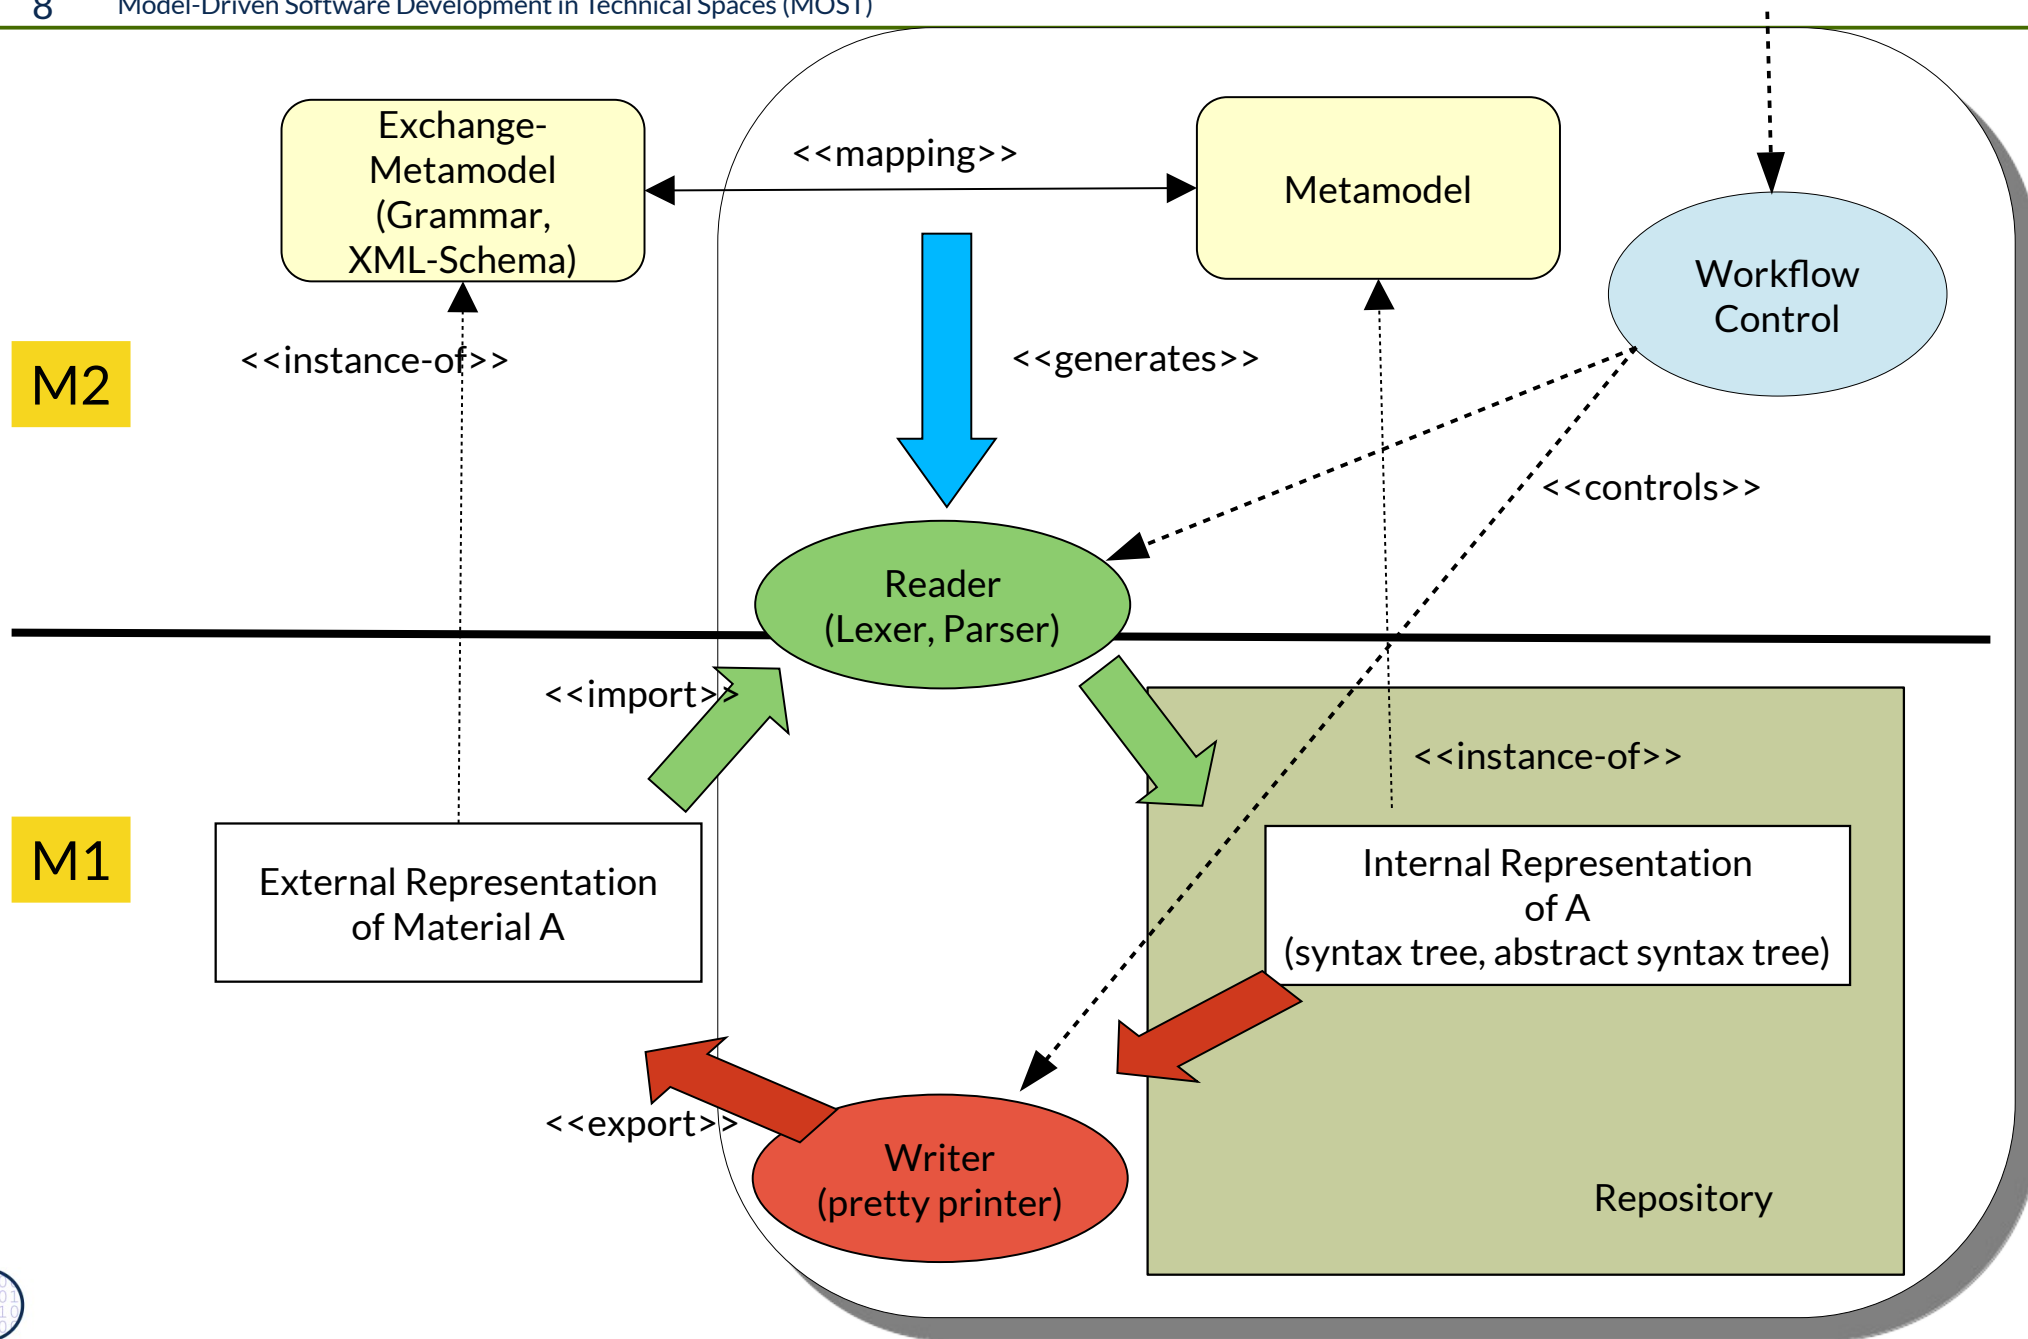 8
Model-Driven Software Development in Technical Spaces (MOST)
Exchange-
Metamodel
(Grammar,
XML-Schema)
<<mapping>>
Metamodel
Workflow
Control
<<instance-of>>
<<generates>>
M2
<<controls>>
Reader
(Lexer, Parser)
<<import>>
<<instance-of>>
M1
External Representation
of Material A
Internal Representation
of A
(syntax tree, abstract syntax tree)
<<export>>
Writer
(pretty printer)
Repository